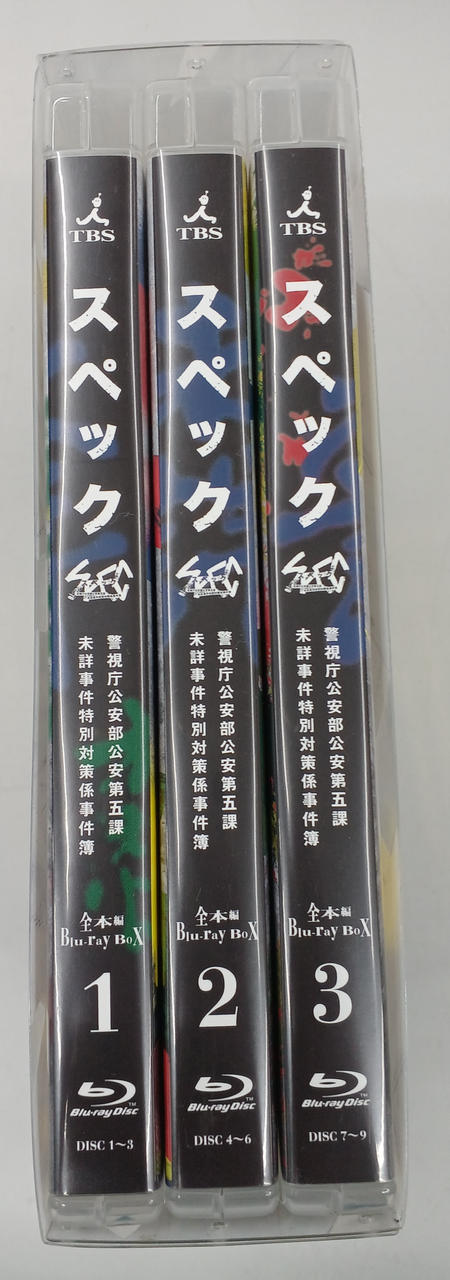 TBS
スペック
警視庁公安部公安第五課
未詳事件特別対策係事件簿
全本編
Blu-ray BoX
1
Blu-ray Disc™
DISC 1～3
TBS
スペック
警視庁公安部公安第五課
未詳事件特別対策係事件簿
全本編
Blu-ray BoX
2
Blu-ray Disc™
DISC 4～6
TBS
スペック
警視庁公安部公安第五課
未詳事件特別対策係事件簿
全本編
Blu-ray BoX
3
Blu-ray Disc™
DISC 7～9